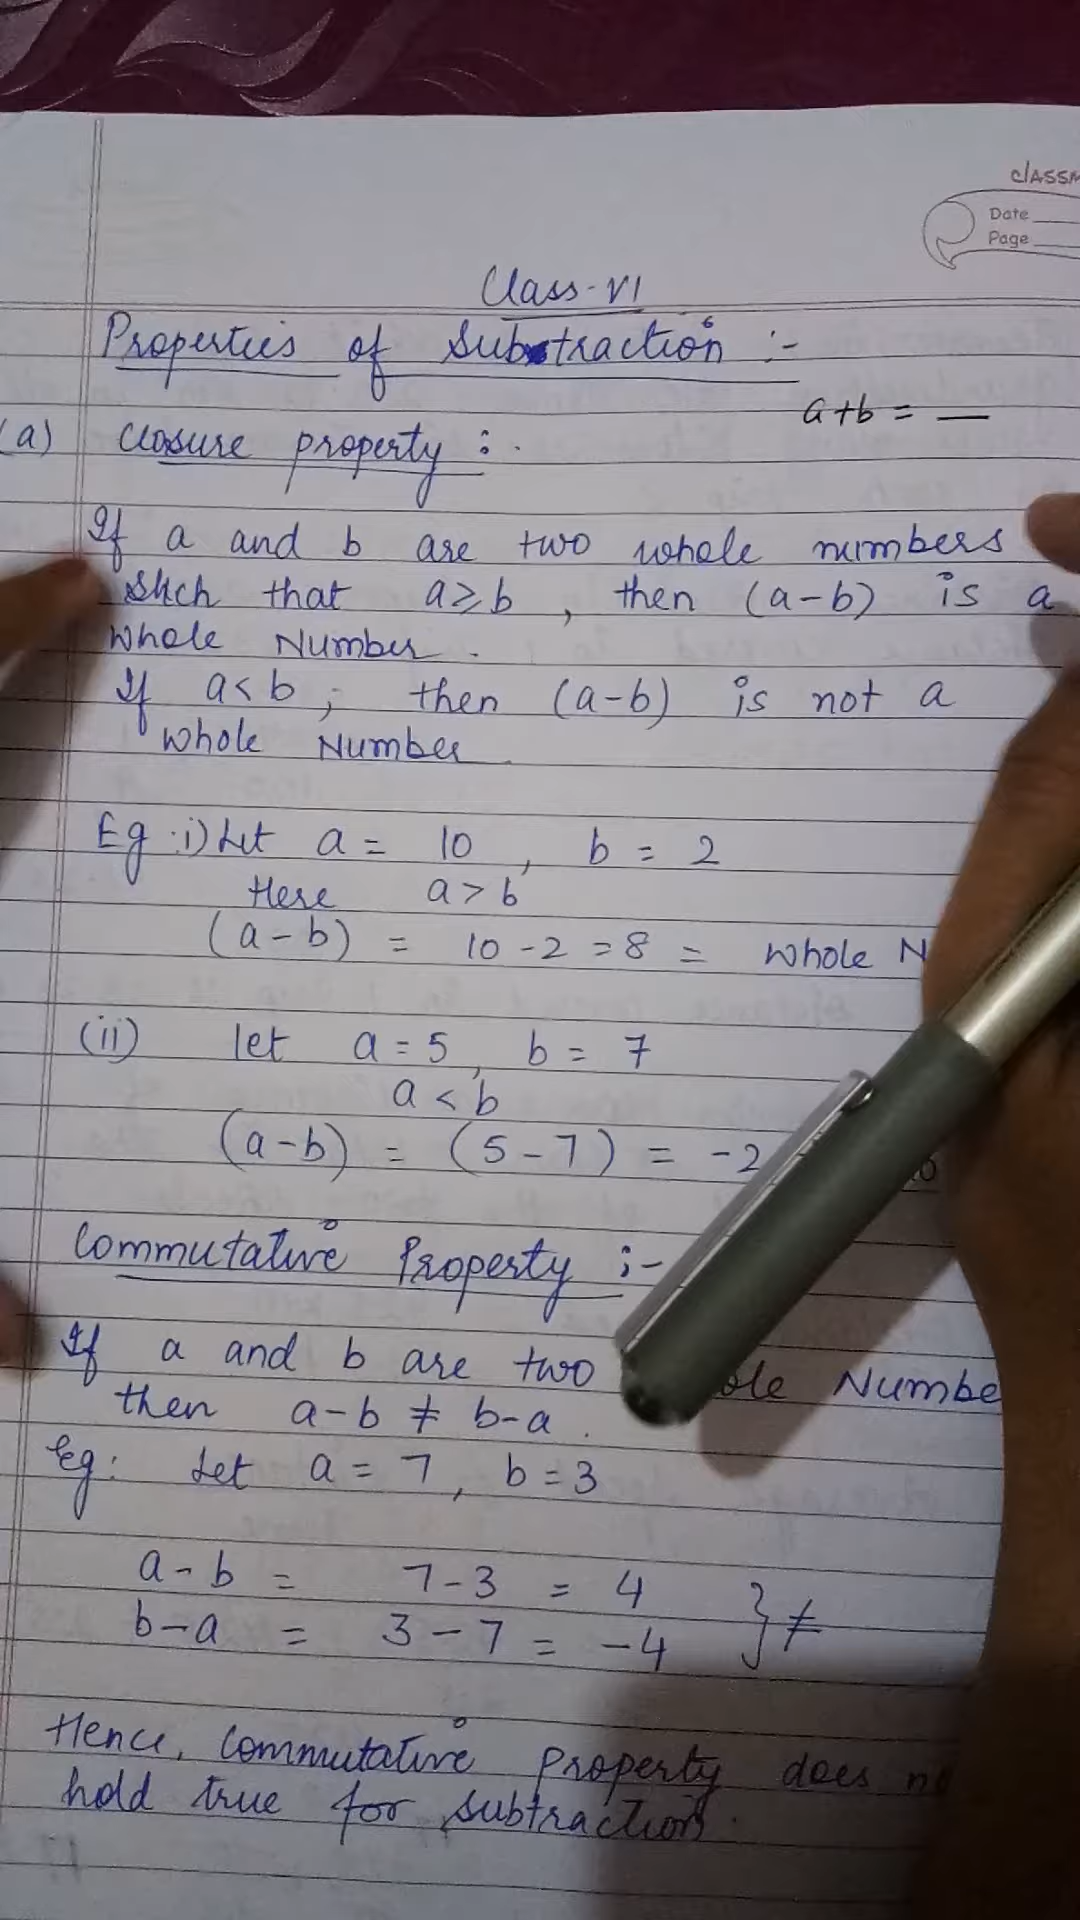 classm
Date
Page
Class-VI
Properties of Subtraction :-
a+b = —
(a) Closure property :-
If a and b are two whole numbers
such that a≥b , then (a-b) is a
whole Number.
If a<b ; then (a-b) is not a
whole Number
Eg :i) Let a = 10 , b = 2
Here a > b
(a-b) = 10-2 = 8 = whole N
(ii) let a = 5, b = 7
a < b
(a-b) = (5-7) = -2
Commutative Property :-
If a and b are two ole Numbe
then a-b ≠ b-a .
Eg: Let a = 7 , b = 3
a-b = 7-3 = 4 } ≠
b-a = 3-7 = -4
Hence, Commutative Property does n
hold true for subtraction.